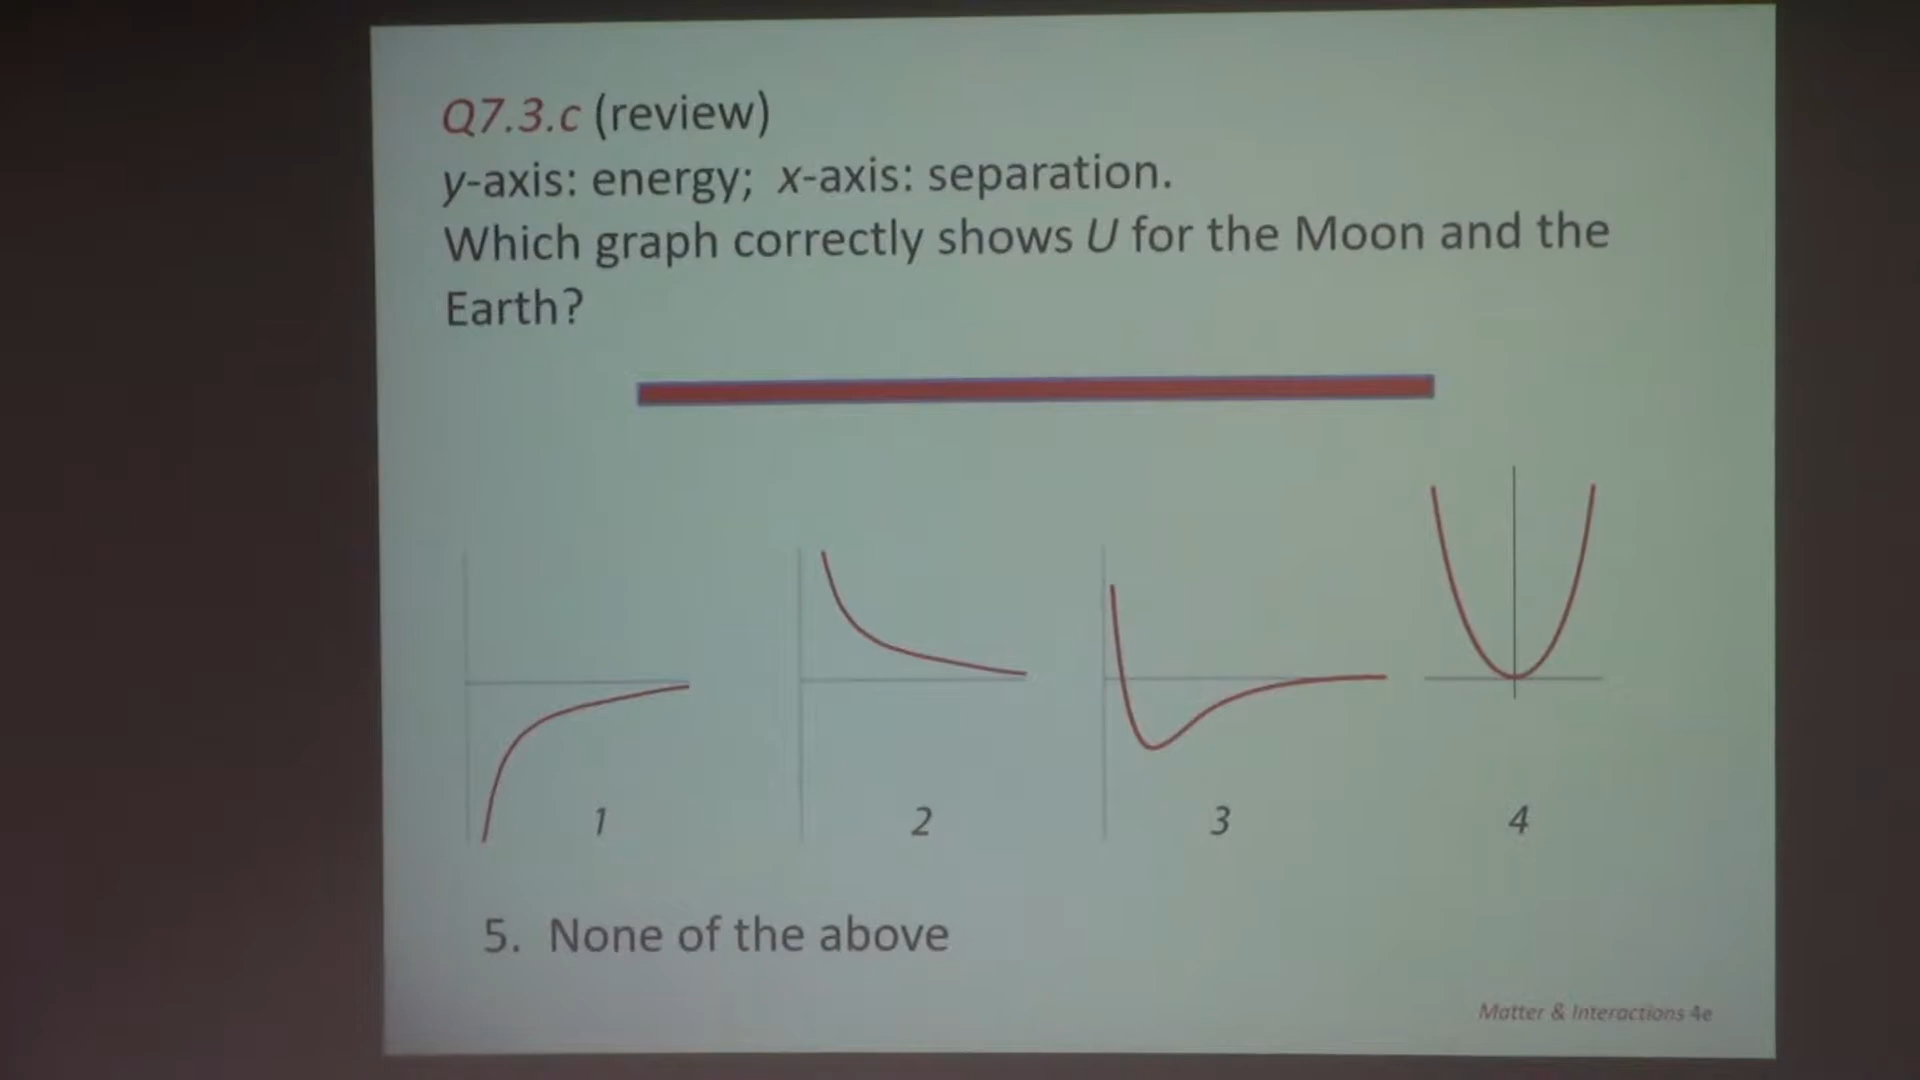 Q7.3.c (review)
y-axis: energy; x-axis: separation.
Which graph correctly shows U for the Moon and the
Earth?
1 2 3 4
5. None of the above
Matter & Interactions 4e